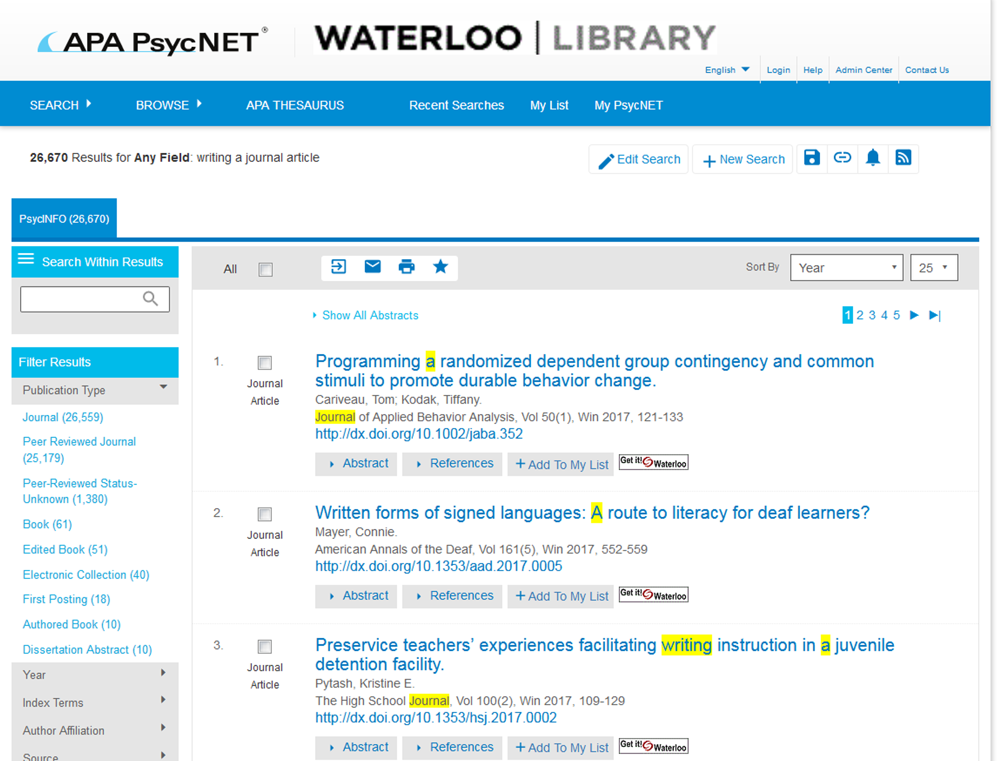 APA PsycNET®
WATERLOO | LIBRARY
English Login Help Admin Center Contact Us
SEARCH BROWSE APA THESAURUS Recent Searches My List My PsycNET
26,670 Results for Any Field: writing a journal article
Edit Search + New Search
PsycINFO (26,670)
Search Within Results
Filter Results
Publication Type
Journal (26,559)
Peer Reviewed Journal
(25,179)
Peer-Reviewed Status-
Unknown (1,380)
Book (61)
Edited Book (51)
Electronic Collection (40)
First Posting (18)
Authored Book (10)
Dissertation Abstract (10)
Year
Index Terms
Author Affiliation
Source
All Sort By Year 25
Show All Abstracts 1 2 3 4 5
1. Programming a randomized dependent group contingency and common
stimuli to promote durable behavior change.
Journal
Article
Cariveau, Tom; Kodak, Tiffany.
Journal of Applied Behavior Analysis, Vol 50(1), Win 2017, 121-133
http://dx.doi.org/10.1002/jaba.352
Abstract References + Add To My List Get it! Waterloo
2. Written forms of signed languages: A route to literacy for deaf learners?
Journal
Article
Mayer, Connie.
American Annals of the Deaf, Vol 161(5), Win 2017, 552-559
http://dx.doi.org/10.1353/aad.2017.0005
Abstract References + Add To My List Get it! Waterloo
3. Preservice teachers’ experiences facilitating writing instruction in a juvenile
detention facility.
Journal
Article
Pytash, Kristine E.
The High School Journal, Vol 100(2), Win 2017, 109-129
http://dx.doi.org/10.1353/hsj.2017.0002
Abstract References + Add To My List Get it! Waterloo